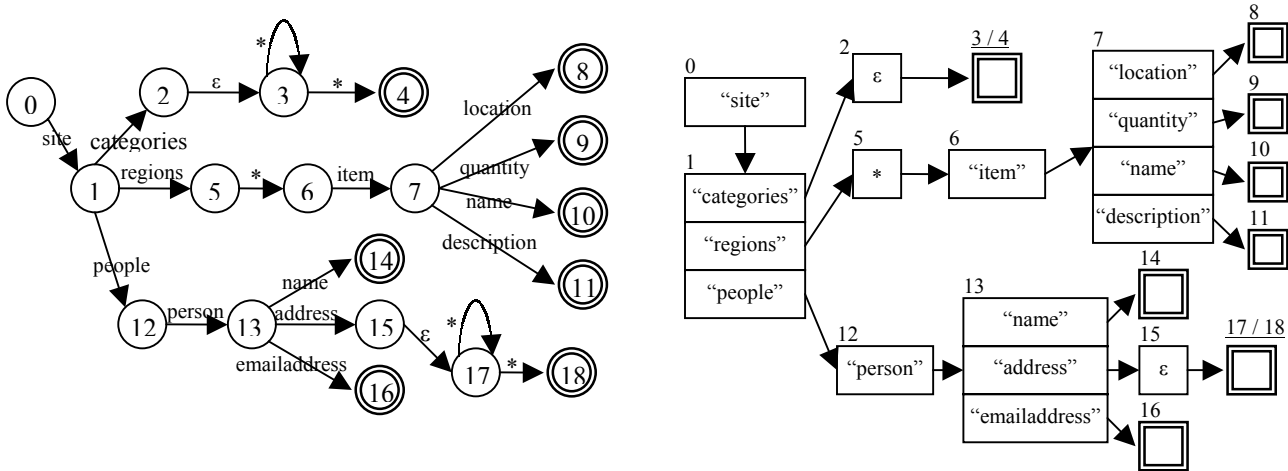 0
site
1
categories
2
ε
*
3
*
4
regions
5
*
6
item
7
location
8
quantity
9
name
10
description
11
people
12
person
13
name
14
address
15
ε
*
17
*
18
emailaddress
16
0
“site”
1
“categories”
“regions”
“people”
2
ε
3 / 4
5
*
6
“item”
7
“location”
“quantity”
“name”
“description”
8
9
10
11
12
“person”
13
“name”
“address”
“emailaddress”
14
15
ε
17 / 18
16